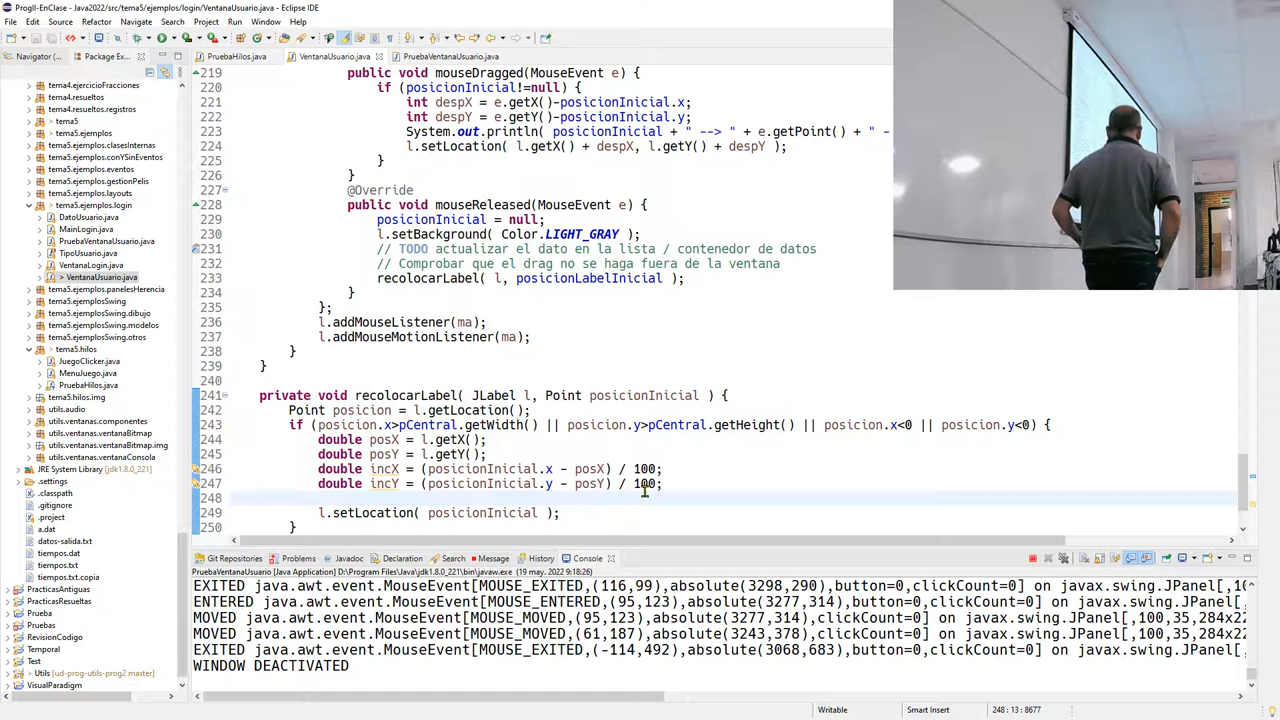 ProgII-EnClase - Java2022/src/tema5/ejemplos/login/VentanaUsuario.java - Eclipse IDE
File Edit Source Refactor Navigate Search Project Run Window Help
Navigator (... Package Ex...
PruebaHilos.java VentanaUsuario.java PruebaVentanaUsuario.java
tema4.ejercicioFracciones
tema4.resueltos
tema4.resueltos.registros
tema5
tema5.ejemplos
tema5.ejemplos.clasesInternas
tema5.ejemplos.conYSinEventos
tema5.ejemplos.eventos
tema5.ejemplos.gestionPelis
tema5.ejemplos.layouts
tema5.ejemplos.login
DatoUsuario.java
MainLogin.java
PruebaVentanaUsuario.java
TipoUsuario.java
VentanaLogin.java
> VentanaUsuario.java
tema5.ejemplos.panelesHerencia
tema5.ejemplosSwing
tema5.ejemplosSwing.dibujo
tema5.ejemplosSwing.modelos
tema5.ejemplosSwing.otros
tema5.hilos
JuegoClicker.java
MenuJuego.java
PruebaHilos.java
tema5.hilos.img
utils.audio
utils.ventanas.componentes
utils.ventanas.ventanaBitmap
utils.ventanas.ventanaBitmap.img
JRE System Library [jdk1.8.0_221]
.settings
.classpath
.gitignore
.project
a.dat
datos-salida.txt
tiempos.dat
tiempos.txt
tiempos.txt.copia
PracticasAntiguas
PracticasResueltas
Prueba
Pruebas
RevisionCodigo
Temporal
Test
> Utils [ud-prog-utils-prog2 master]
VisualParadigm
219 public void mouseDragged(MouseEvent e) {
220 if (posicionInicial!=null) {
221 int despX = e.getX()-posicionInicial.x;
222 int despY = e.getY()-posicionInicial.y;
223 System.out.println( posicionInicial + " --> " + e.getPoint() + " -
224 l.setLocation( l.getX() + despX, l.getY() + despY );
225 }
226 }
227 @Override
228 public void mouseReleased(MouseEvent e) {
229 posicionInicial = null;
230 l.setBackground( Color.LIGHT_GRAY );
231 // TODO actualizar el dato en la lista / contenedor de datos
232 // Comprobar que el drag no se haga fuera de la ventana
233 recolocarLabel( l, posicionLabelInicial );
234 }
235 };
236 l.addMouseListener(ma);
237 l.addMouseMotionListener(ma);
238 }
239 }
240
241 private void recolocarLabel( JLabel l, Point posicionInicial ) {
242 Point posicion = l.getLocation();
243 if (posicion.x>pCentral.getWidth() || posicion.y>pCentral.getHeight() || posicion.x<0 || posicion.y<0) {
244 double posX = l.getX();
245 double posY = l.getY();
246 double incX = (posicionInicial.x - posX) / 100;
247 double incY = (posicionInicial.y - posY) / 100;
248
249 l.setLocation( posicionInicial );
250 }
Git Repositories Problems Javadoc Declaration Search Message History Console
PruebaVentanaUsuario [Java Application] D:\Program Files\Java\jdk1.8.0_221\bin\javaw.exe (19 may. 2022 9:18:26)
EXITED java.awt.event.MouseEvent[MOUSE_EXITED,(116,99),absolute(3298,290),button=0,clickCount=0] on javax.swing.JPanel[,10
ENTERED java.awt.event.MouseEvent[MOUSE_ENTERED,(95,123),absolute(3277,314),button=0,clickCount=0] on javax.swing.JPanel[,
MOVED java.awt.event.MouseEvent[MOUSE_MOVED,(95,123),absolute(3277,314),button=0,clickCount=0] on javax.swing.JPanel[,100,35,284x22
MOVED java.awt.event.MouseEvent[MOUSE_MOVED,(61,187),absolute(3243,378),button=0,clickCount=0] on javax.swing.JPanel[,100,35,284x22
EXITED java.awt.event.MouseEvent[MOUSE_EXITED,(-114,492),absolute(3068,683),button=0,clickCount=0] on javax.swing.JPanel[,
WINDOW DEACTIVATED
Writable Smart Insert 248 : 13 : 8677